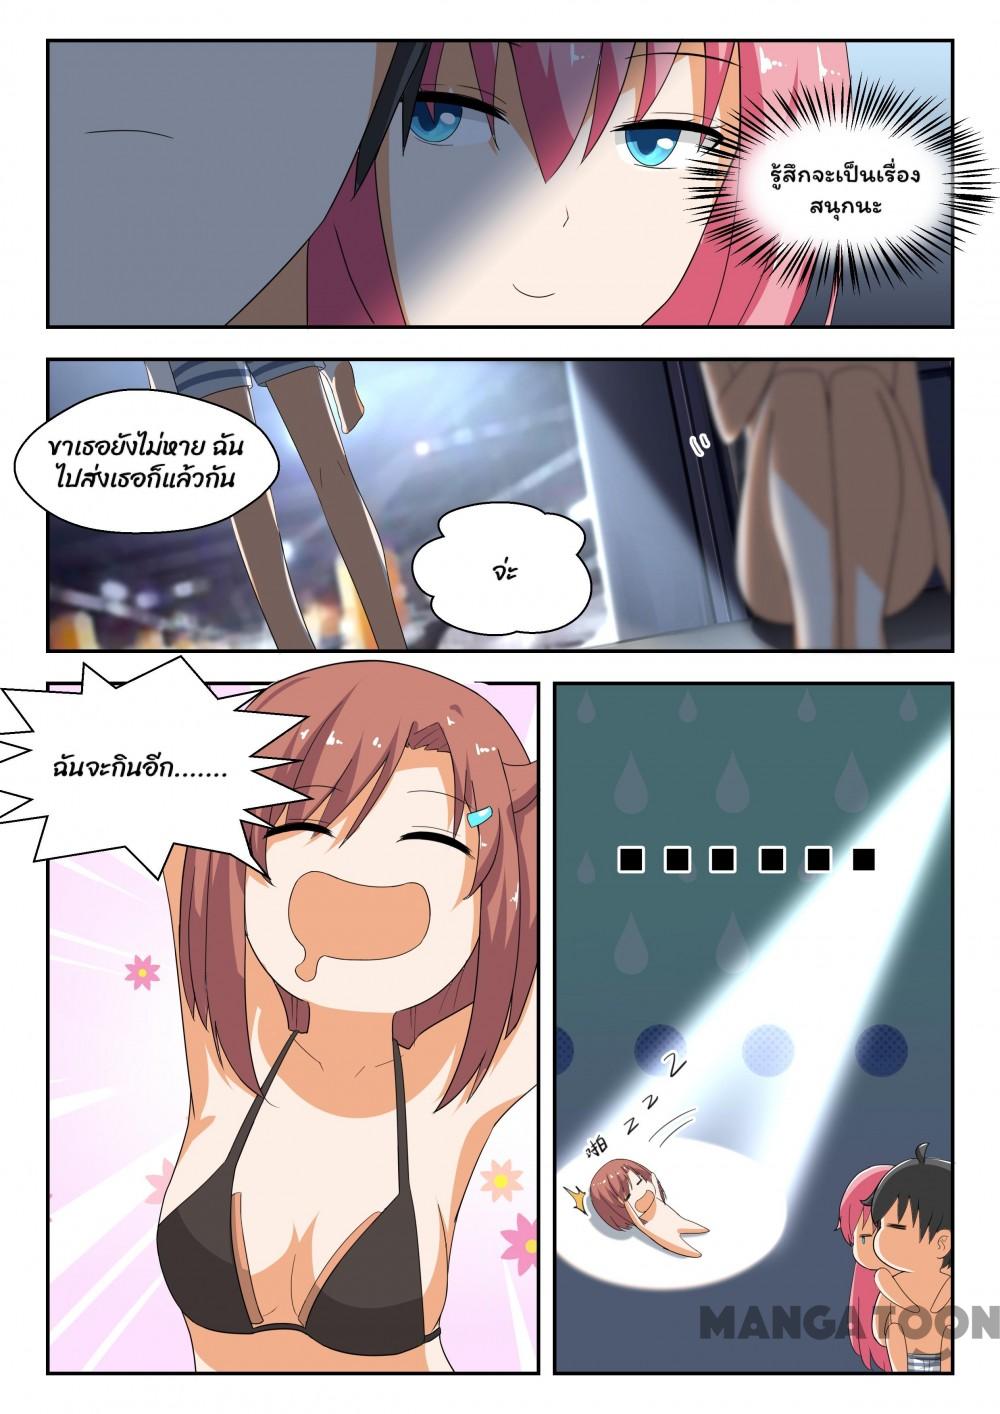 รู้สึกจะเป็นเรื่อง
สนุกนะ
ขาเธอยังไม่หาย ฉัน
ไปส่งเธอก็แล้วกัน
จ่ะ
ฉันจะกินอีก.......
......
Z
Z
Z
啪
MANGATOON